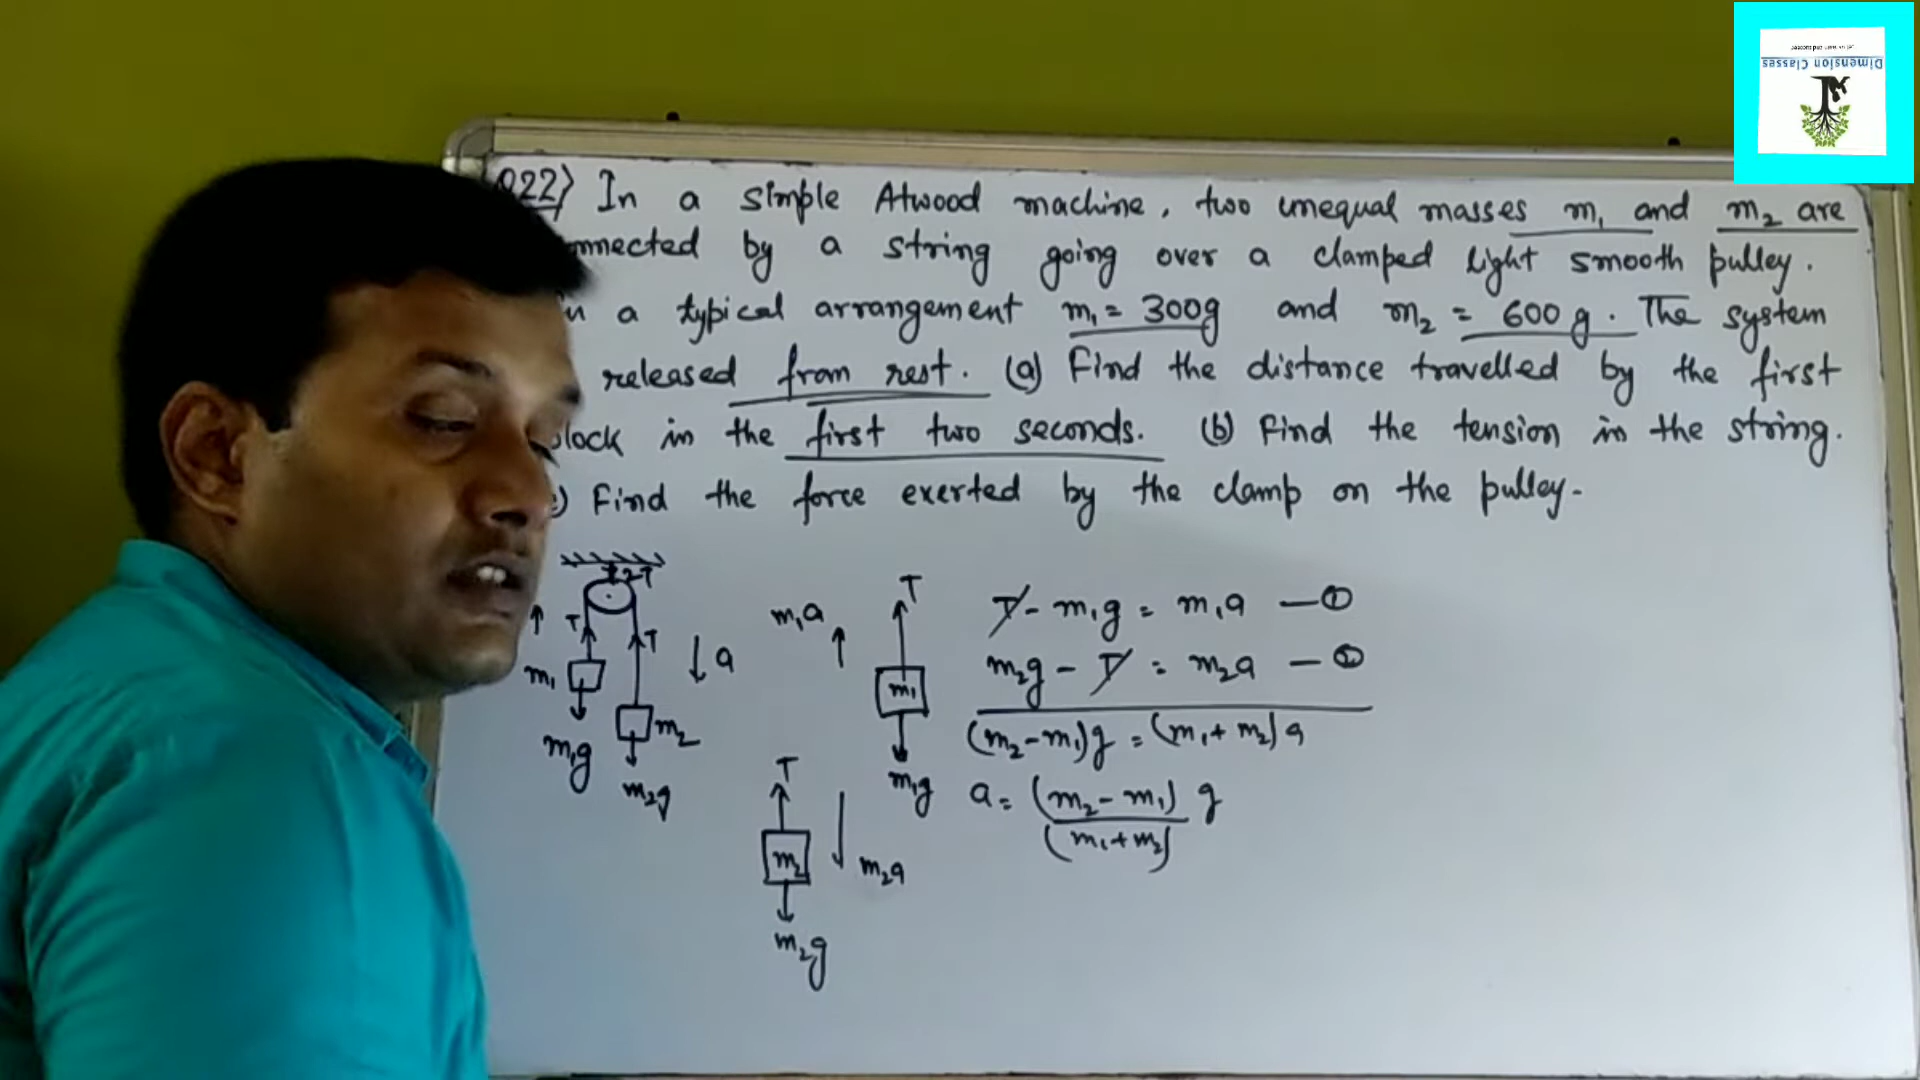 Q22) In a simple Atwood machine, two unequal masses m₁ and m₂ are
nnected by a string going over a clamped light smooth pulley.
n a typical arrangement m₁ = 300g and m₂ = 600 g. The system
released from rest. (a) Find the distance travelled by the first
lock in the first two seconds. (b) Find the tension in the string.
) Find the force exerted by the clamp on the pulley.
2T
T
T
m₁
m₂
m₁g
m₂g
↓ a
m₁a
T
m₁
m₁g
T
m₂
m₂a
m₂g
T - m₁g = m₁a — ①
m₂g - T = m₂a — ②
(m₂-m₁)g = (m₁+m₂)a
a = (m₂-m₁) g
(m₁+m₂)
Dimension Classes